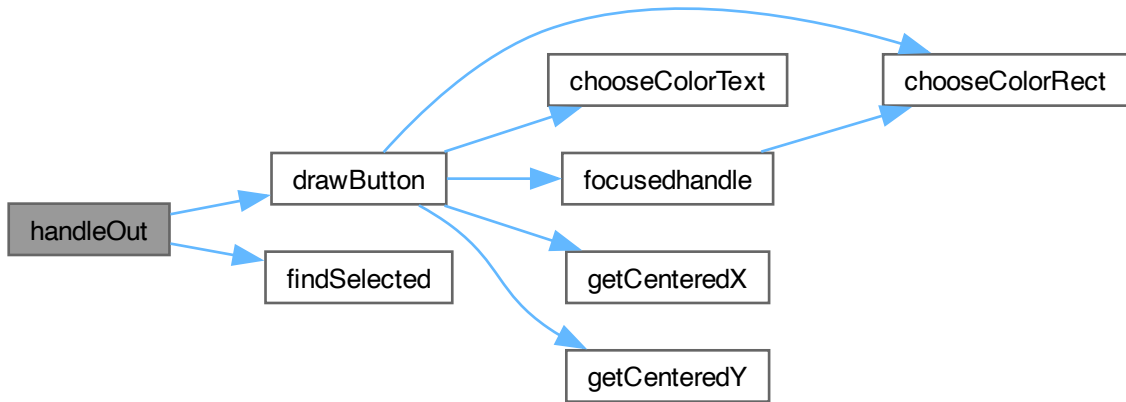 handleOut
drawButton
findSelected
chooseColorText
focusedhandle
getCenteredX
getCenteredY
chooseColorRect